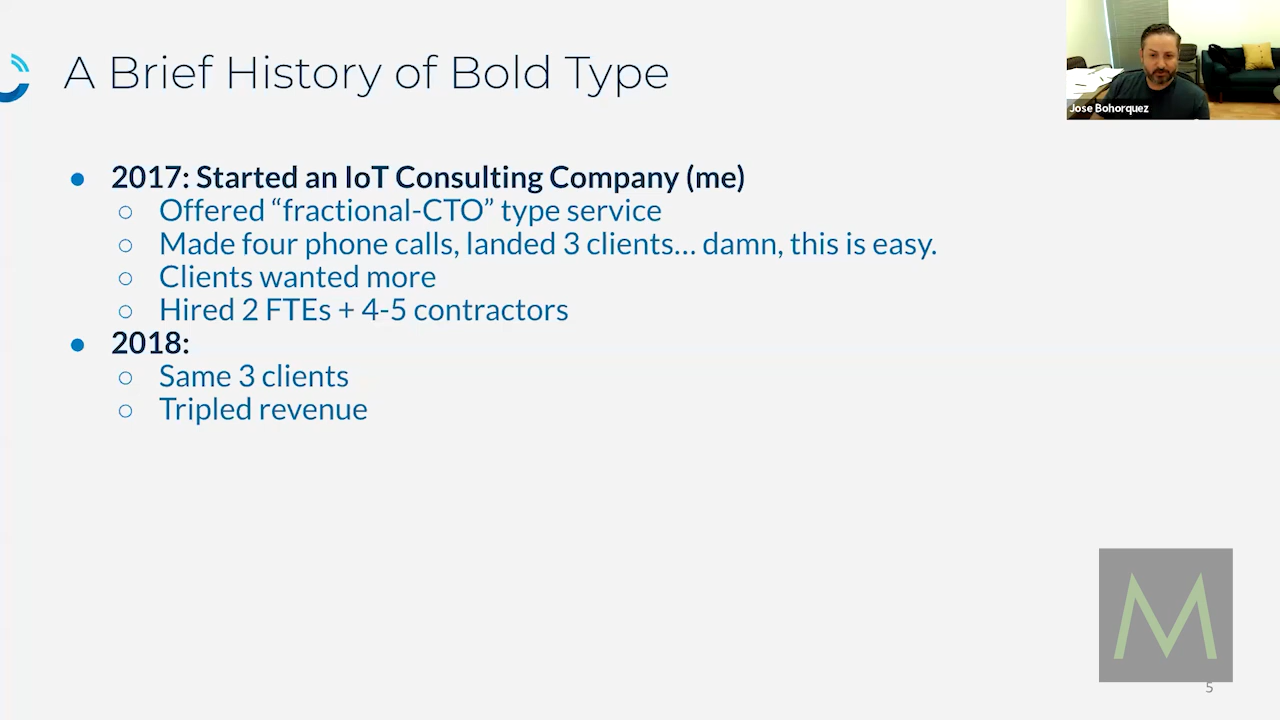 A Brief History of Bold Type
Jose Bohorquez
● 2017: Started an IoT Consulting Company (me)
○ Offered “fractional-CTO” type service
○ Made four phone calls, landed 3 clients… damn, this is easy.
○ Clients wanted more
○ Hired 2 FTEs + 4-5 contractors
● 2018:
○ Same 3 clients
○ Tripled revenue
M
5